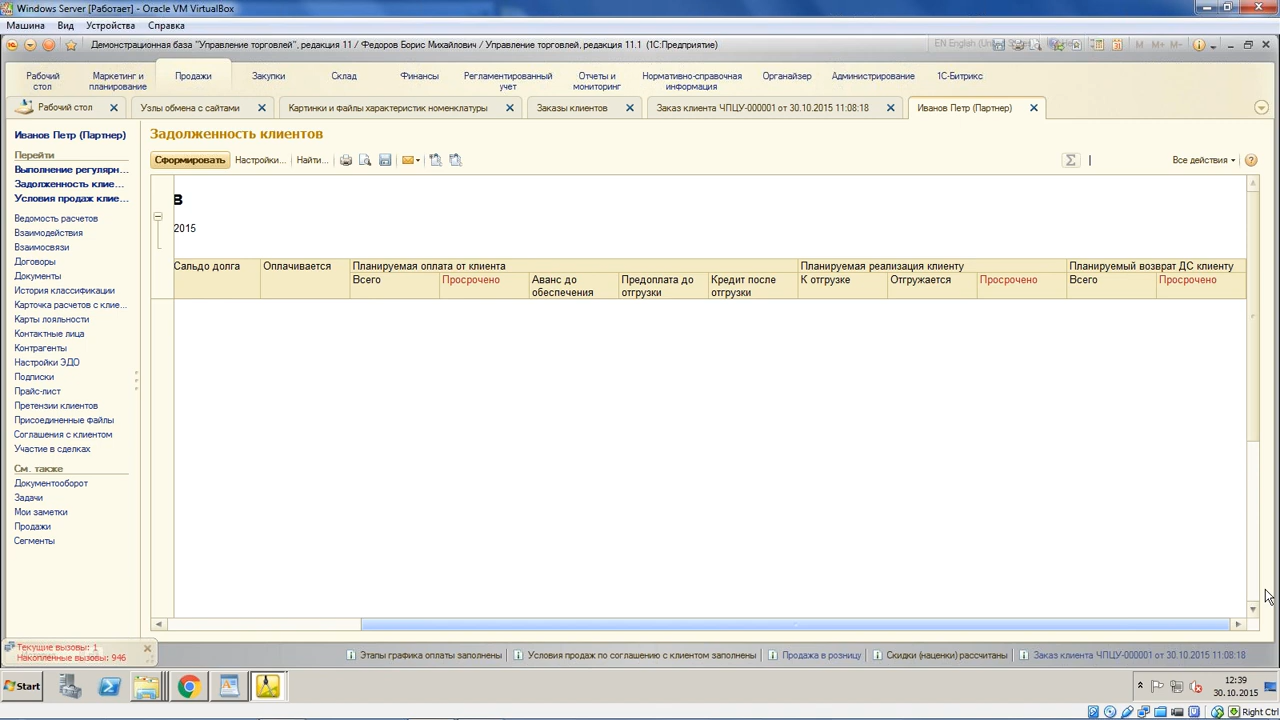 Windows Server [Работает] - Oracle VM VirtualBox
Машина Вид Устройства Справка
Демонстрационная база "Управление торговлей", редакция 11 / Федоров Борис Михайлович / Управление торговлей, редакция 11.1 (1С:Предприятие)
M M+ M-
Рабочий стол
Маркетинг и планирование
Продажи
Закупки
Склад
Финансы
Регламентированный учет
Отчеты и мониторинг
Нормативно-справочная информация
Органайзер
Администрирование
1С-Битрикс
Рабочий стол
Узлы обмена с сайтами
Картинки и Файлы характеристик номенклатуры
Заказы клиентов
Заказ клиента ЧПЦУ-000001 от 30.10.2015 11:08:18
Иванов Петр (Партнер)
Иванов Петр (Партнер)
Перейти
Выполнение регулярн...
Задолженность клие...
Условия продаж клие...
Ведомость расчетов
Взаимодействия
Взаимосвязи
Договоры
Документы
История классификации
Карточка расчетов с клие...
Карты лояльности
Контактные лица
Контрагенты
Настройки ЭДО
Подписки
Прайс-лист
Претензии клиентов
Присоединенные файлы
Соглашения с клиентом
Участие в сделках
См. также
Документооборот
Задачи
Мои заметки
Продажи
Сегменты
Задолженность клиентов
Сформировать Настройки... Найти... Σ Все действия
в
2015
Сальдо долга Оплачивается Планируемая оплата от клиента Планируемая реализация клиенту Планируемый возврат ДС клиенту
Всего Просрочено Аванс до Предоплата до Кредит после К отгрузке Отгружается Просрочено Всего Просрочено
обеспечения отгрузки отгрузки
Текущие вызовы: 1
Накопленные вызовы: 946
Этапы графика оплаты заполнены Условия продаж по соглашению с клиентом заполнен Продажа в розницу Скидки (наценки) рассчитаны Заказ клиента ЧПЦУ-000001 от 30.10.2015 11:08:18
Start
12:39
30.10.2015
Right Ctrl